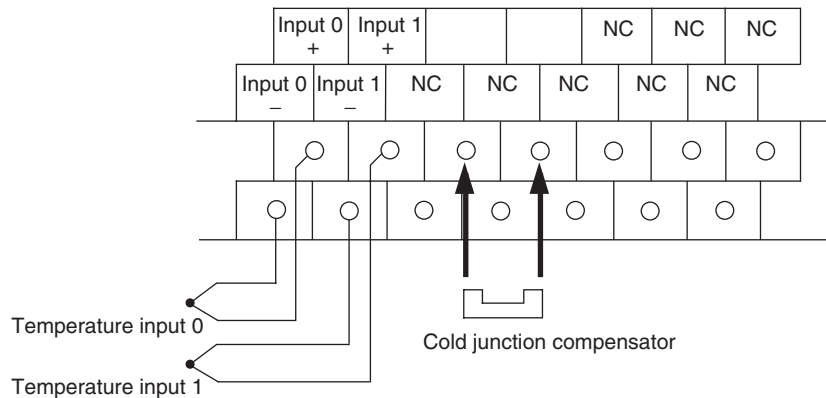 Input 0 Input 1 NC NC NC
+ +
Input 0 Input 1 NC NC NC NC NC
– –
Temperature input 0
Cold junction compensator
Temperature input 1